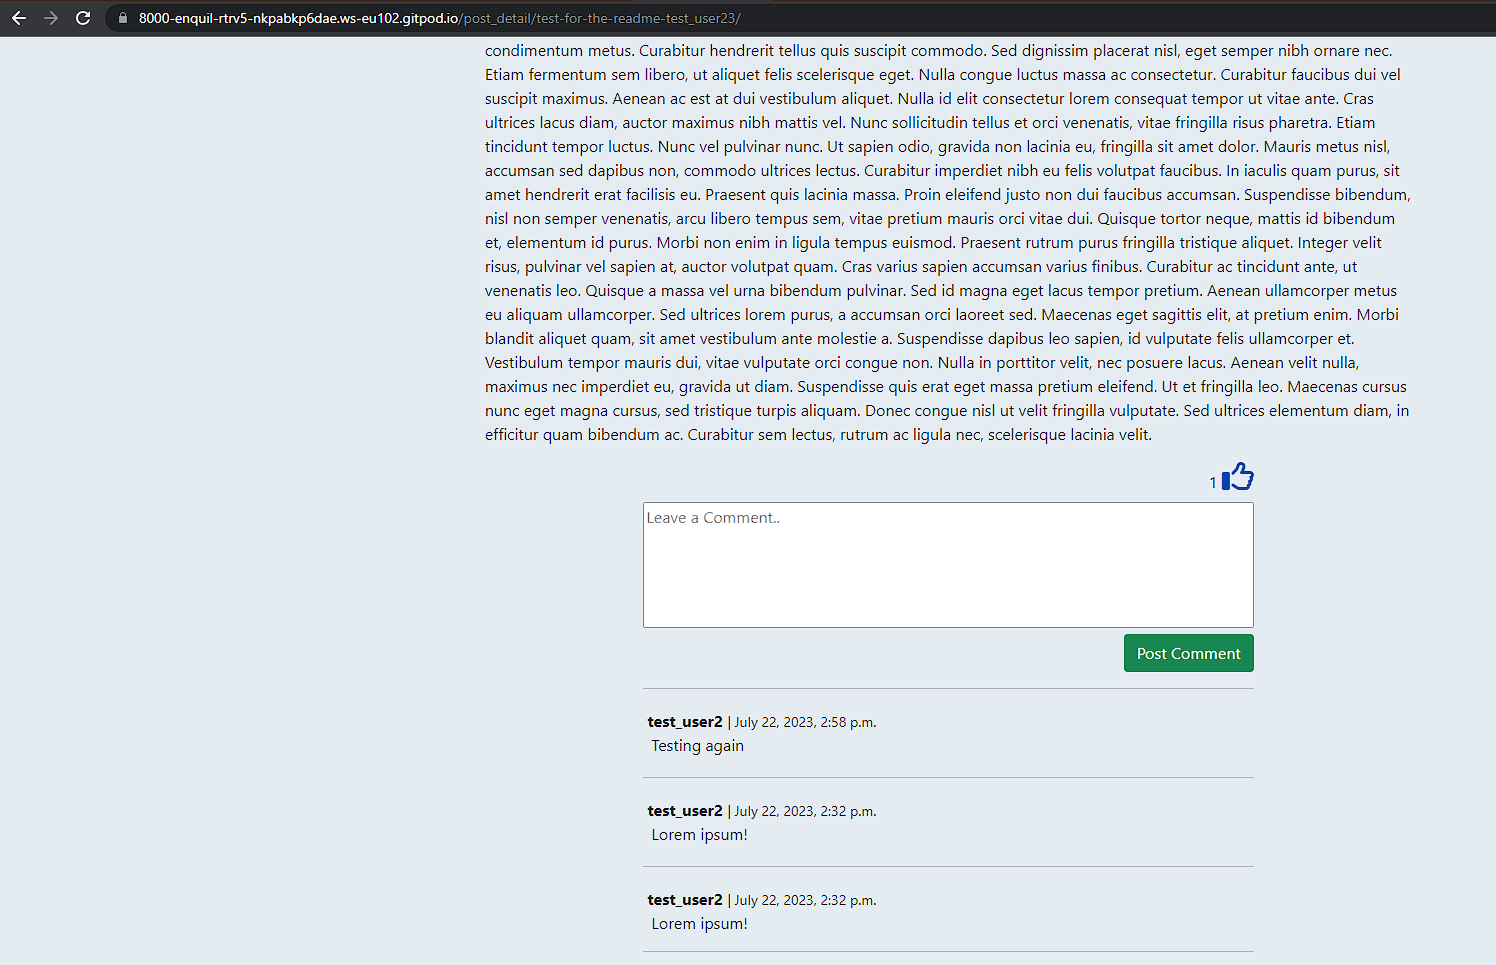 8000-enquil-rtrv5-nkpabkp6dae.ws-eu102.gitpod.io/post_detail/test-for-the-readme-test_user23/
condimentum metus. Curabitur hendrerit tellus quis suscipit commodo. Sed dignissim placerat nisl, eget semper nibh ornare nec.
Etiam fermentum sem libero, ut aliquet felis scelerisque eget. Nulla congue luctus massa ac consectetur. Curabitur faucibus dui vel
suscipit maximus. Aenean ac est at dui vestibulum aliquet. Nulla id elit consectetur lorem consequat tempor ut vitae ante. Cras
ultrices lacus diam, auctor maximus nibh mattis vel. Nunc sollicitudin tellus et orci venenatis, vitae fringilla risus pharetra. Etiam
tincidunt tempor luctus. Nunc vel pulvinar nunc. Ut sapien odio, gravida non lacinia eu, fringilla sit amet dolor. Mauris metus nisl,
accumsan sed dapibus non, commodo ultrices lectus. Curabitur imperdiet nibh eu felis volutpat faucibus. In iaculis quam purus, sit
amet hendrerit erat facilisis eu. Praesent quis lacinia massa. Proin eleifend justo non dui faucibus accumsan. Suspendisse bibendum,
nisl non semper venenatis, arcu libero tempus sem, vitae pretium mauris orci vitae dui. Quisque tortor neque, mattis id bibendum
et, elementum id purus. Morbi non enim in ligula tempus euismod. Praesent rutrum purus fringilla tristique aliquet. Integer velit
risus, pulvinar vel sapien at, auctor volutpat quam. Cras varius sapien accumsan varius finibus. Curabitur ac tincidunt ante, ut
venenatis leo. Quisque a massa vel urna bibendum pulvinar. Sed id magna eget lacus tempor pretium. Aenean ullamcorper metus
eu aliquam ullamcorper. Sed ultrices lorem purus, a accumsan orci laoreet sed. Maecenas eget sagittis elit, at pretium enim. Morbi
blandit aliquet quam, sit amet vestibulum ante molestie a. Suspendisse dapibus leo sapien, id vulputate felis ullamcorper et.
Vestibulum tempor mauris dui, vitae vulputate orci congue non. Nulla in porttitor velit, nec posuere lacus. Aenean velit nulla,
maximus nec imperdiet eu, gravida ut diam. Suspendisse quis erat eget massa pretium eleifend. Ut et fringilla leo. Maecenas cursus
nunc eget magna cursus, sed tristique turpis aliquam. Donec congue nisl ut velit fringilla vulputate. Sed ultrices elementum diam, in
efficitur quam bibendum ac. Curabitur sem lectus, rutrum ac ligula nec, scelerisque lacinia velit.
1
Leave a Comment..
Post Comment
test_user2 | July 22, 2023, 2:58 p.m.
Testing again
test_user2 | July 22, 2023, 2:32 p.m.
Lorem ipsum!
test_user2 | July 22, 2023, 2:32 p.m.
Lorem ipsum!